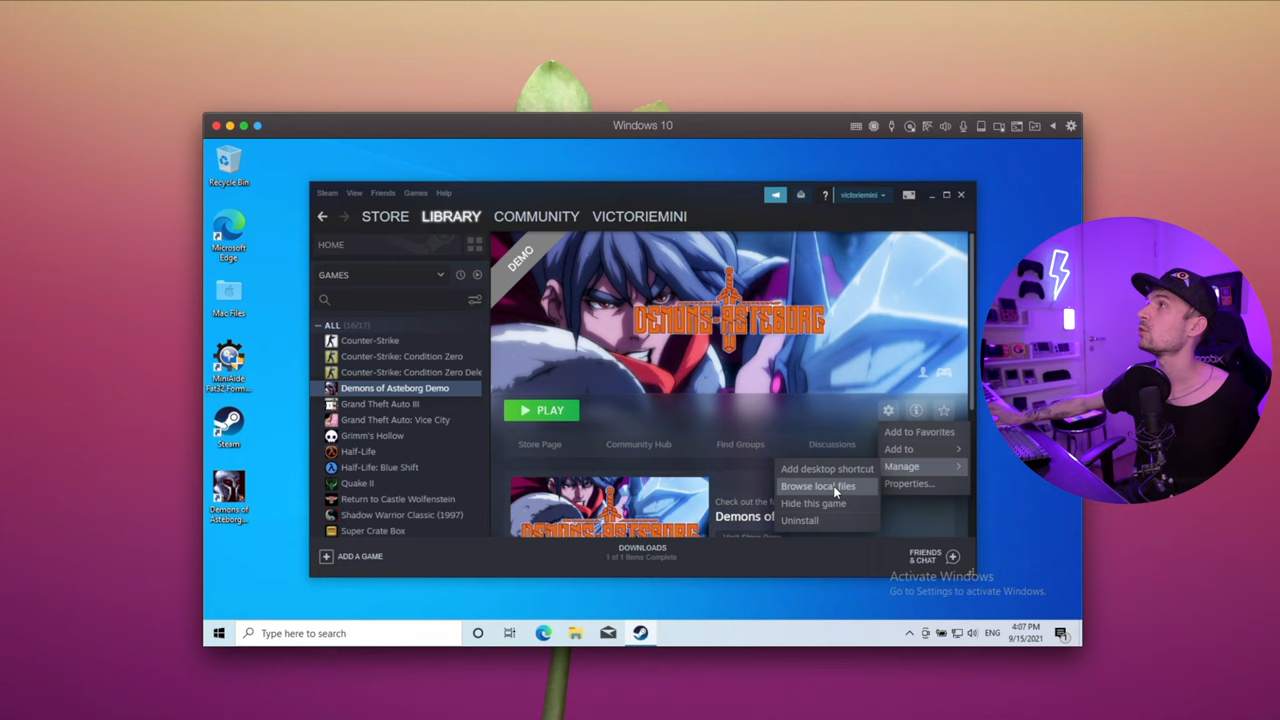 Windows 10
Recycle Bin
Microsoft
Edge
Mac Files
MiniAide
Fat32 Form...
Steam
Demons of
Asteborg...
Steam View Friends Games Help
? victoriemini
STORE LIBRARY COMMUNITY VICTORIEMINI
HOME
GAMES
ALL (16/17)
Counter-Strike
Counter-Strike: Condition Zero
Counter-Strike: Condition Zero Dele
Demons of Asteborg Demo
Grand Theft Auto III
Grand Theft Auto: Vice City
Grimm's Hollow
Half-Life
Half-Life: Blue Shift
Quake II
Return to Castle Wolfenstein
Shadow Warrior Classic (1997)
Super Crate Box
ADD A GAME
DEMO
DEMONS OF ASTEBORG
PLAY
Store Page Community Hub Find Groups Discussions
Add to Favorites
Add to
Manage
Properties...
Add desktop shortcut
Browse local files
Hide this game
Uninstall
Check out the fu
Demons of
DOWNLOADS
1 of 1 Items Complete
FRIENDS
& CHAT
Activate Windows
Go to Settings to activate Windows.
Type here to search
ENG
4:07 PM
9/15/2021